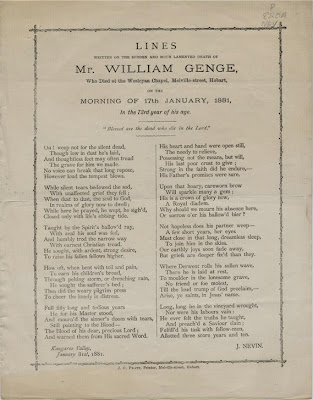 LINES
WRITTEN ON THE SUDDEN AND MUCH LAMENTED DEATH OF
Mr. WILLIAM GENGE,
Who Died at the Wesleyan Chapel, Melville-street, Hobart,
ON THE
MORNING OF 17th JANUARY, 1881,
In the 73rd year of his age.
"Blessed are the dead who die in the Lord."
Oh! weep not for the silent dead,
Though low in dust he's laid,
And thoughtless feet may often tread
The grave for him we made.
No voice can break that long repose,
However loud the tempest blows.
While silent tears bedewed the sod,
With unaffected grief they fell;
When dust to dust, the soul to God,
In realms of glory now to dwell;
While here he prayed, he wept, he sigh'd,
Closed only with life's ebbing tide.
Taught by the Spirit's hallow'd ray,
With zeal his soul was fed;
And humbly trod the narrow way
With earnest Christian tread,
He taught, with ardent, strong desire,
To raise his fallen fellows higher.
How oft, when bent with toil and pain,
To earn his children's bread,
Through pelting storm, or drenching rain,
He sought the sufferer's bed;
Then did the weary pilgrim press
To cheer the lonely in distress.
Full fifty long and zealous years
He for his Master stood,
And mourn'd the sinner's doom with tears,
Still pointing to the Blood—
The blood of his dear, precious Lord;
And warned them from His sacred Word.
Kangaroo Valley,
January 31st, 1881.
His heart and hand were open still,
The needy to relieve,
Possessing not the means, but will,
His last poor crust to give;
Strong in the faith did he endure,—
His Father's promises were sure.
Upon that hoary, careworn brow
Will sparkle many a gem;
His is a crown of glory now,
A Royal diadem.
Why should we mourn his absence here,
Or sorrow o'er his hallow'd bier?
Not hopeless does his partner weep—
A few short years, her eyes
Must close in that long, dreamless sleep,
To join him in the skies.
Our earthly joys soon fade away,
But griefs are deeper far than they.
Where Derwent rolls his sullen wave,
There he is laid at rest,
To moulder in the lonesome grave,
No friend or foe molest,
Till the loud trump of God proclaim,—
Arise, ye saints, in Jesus' name.
Long, long he in the vineyard wrought,
Nor were his labours vain:
He ever felt the truths he taught,
And preach'd a Saviour slain;
Fulfill'd his task with fellow-men,
Allotted three score years and ten.
J. NEVIN.